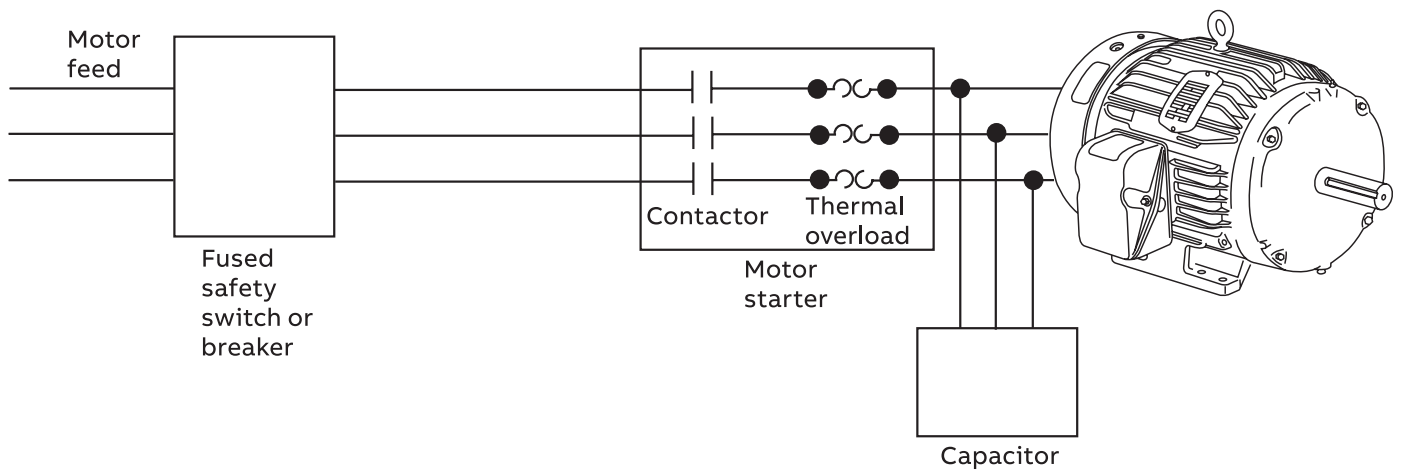 Motor
feed
Fused
safety
switch or
breaker
Contactor
Thermal
overload
Motor
starter
Capacitor